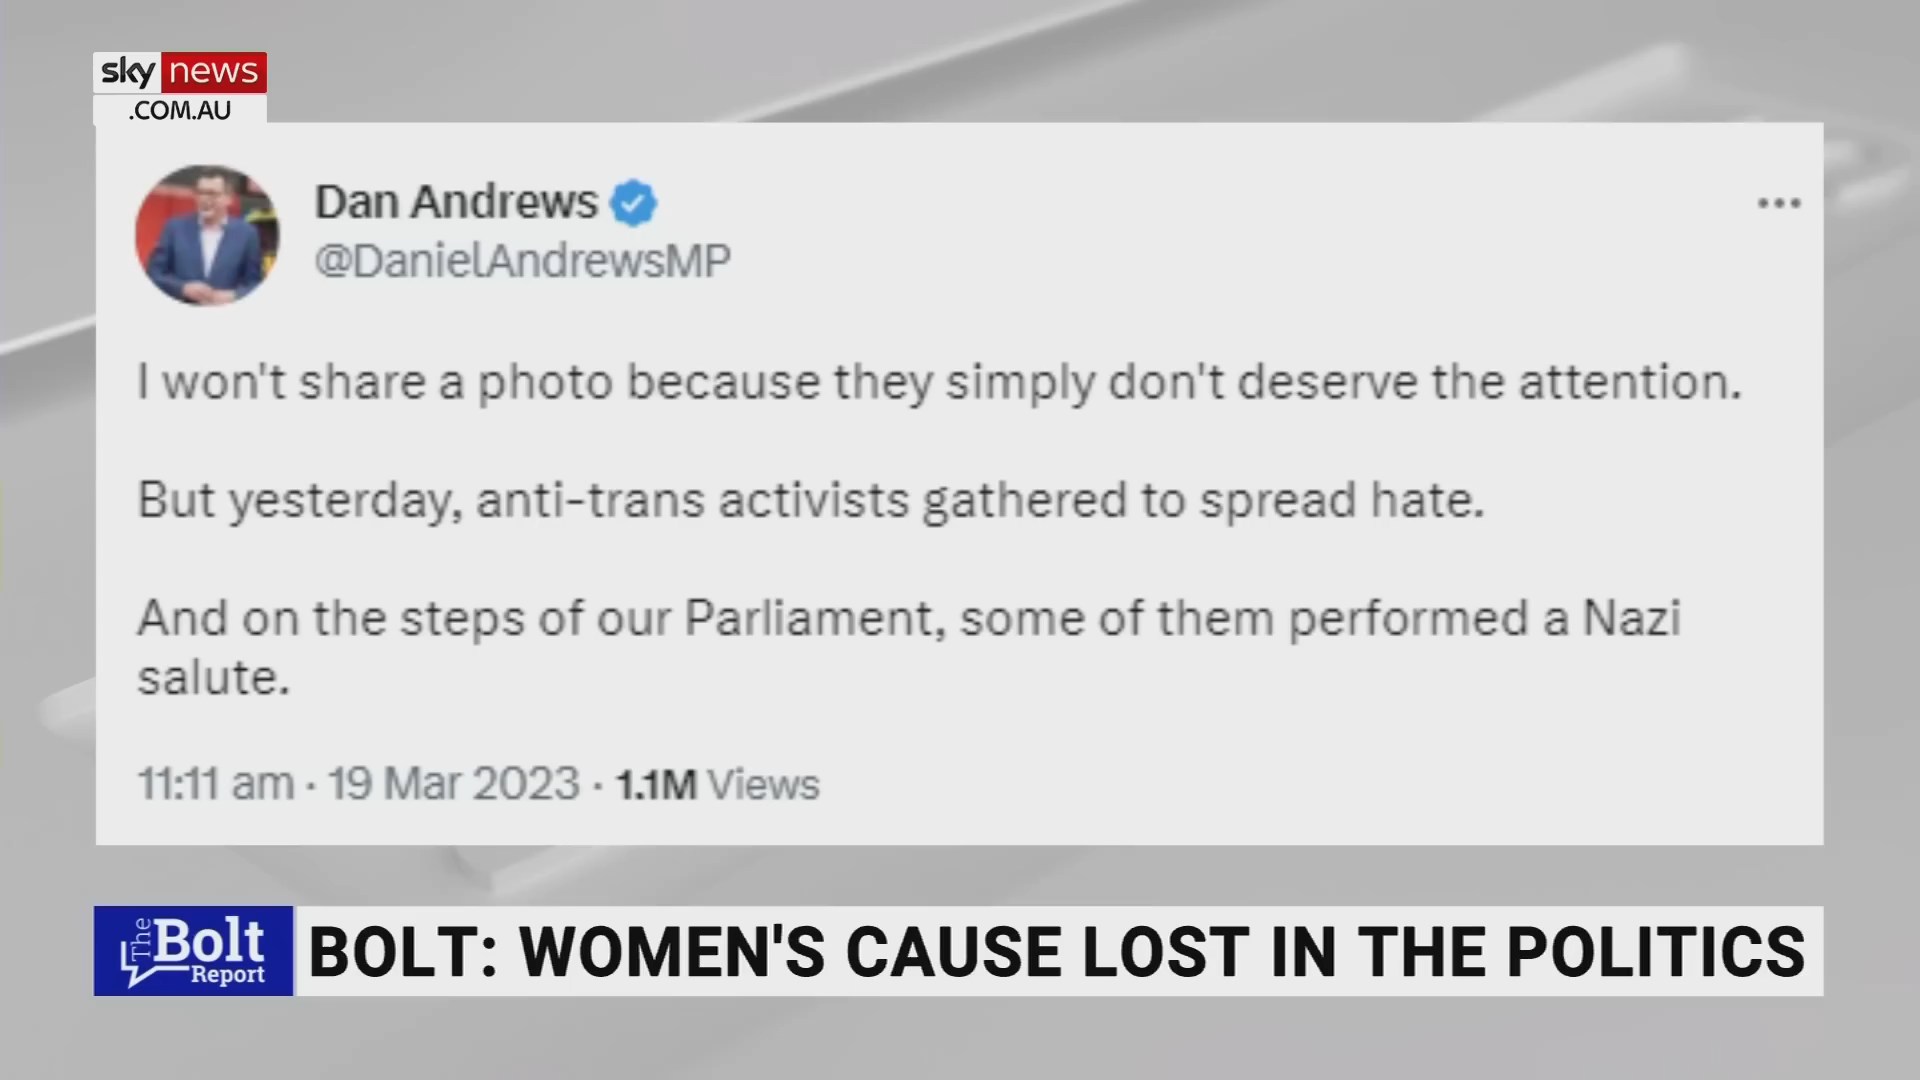 sky news
.COM.AU
Dan Andrews
@DanielAndrewsMP
I won't share a photo because they simply don't deserve the attention.
But yesterday, anti-trans activists gathered to spread hate.
And on the steps of our Parliament, some of them performed a Nazi
salute.
11:11 am · 19 Mar 2023 · 1.1M Views
The Bolt Report
BOLT: WOMEN'S CAUSE LOST IN THE POLITICS